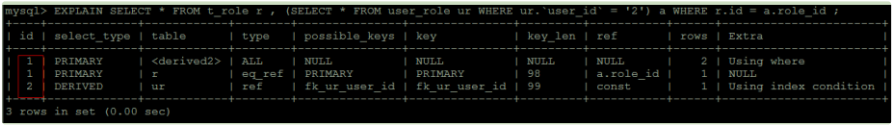 mysql> EXPLAIN SELECT * FROM t_role r , (SELECT * FROM user_role ur WHERE ur.`user_id` = '2') a WHERE r.id = a.role_id ;
+----+-------------+------------+--------+---------------+---------------+---------+-----------+------+-----------------------+
| id | select_type | table | type | possible_keys | key | key_len | ref | rows | Extra |
+----+-------------+------------+--------+---------------+---------------+---------+-----------+------+-----------------------+
| 1 | PRIMARY | <derived2> | ALL | NULL | NULL | NULL | NULL | 2 | Using where |
| 1 | PRIMARY | r | eq_ref | PRIMARY | PRIMARY | 98 | a.role_id | 1 | NULL |
| 2 | DERIVED | ur | ref | fk_ur_user_id | fk_ur_user_id | 99 | const | 1 | Using index condition |
+----+-------------+------------+--------+---------------+---------------+---------+-----------+------+-----------------------+
3 rows in set (0.00 sec)